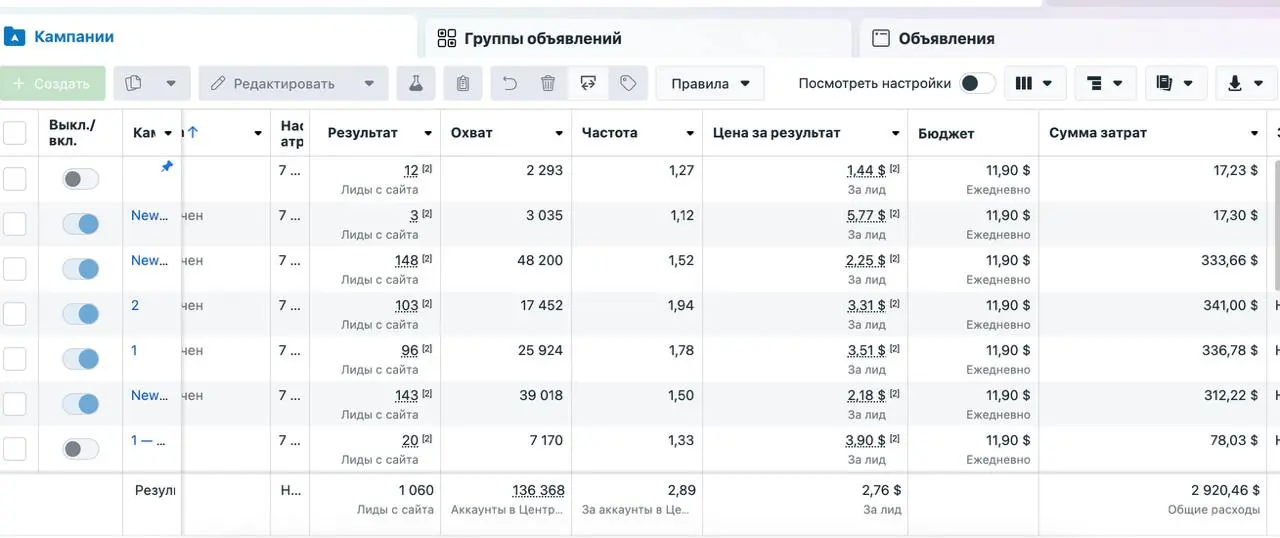 Кампании
Группы объявлений
Объявления
+ Создать
Редактировать
Правила
Посмотреть настройки
Выкл./
вкл.
Результат
Охват
Частота
Цена за результат
Бюджет
Сумма затрат
7 ... 12 [2] 2 293 1,27 1,44 $ [2] 11,90 $ 17,23 $
Лиды с сайта За лид Ежедневно
New... чен 7 ... 3 [2] 3 035 1,12 5,77 $ [2] 11,90 $ 17,30 $
Лиды с сайта За лид Ежедневно
New... чен 7 ... 148 [2] 48 200 1,52 2,25 $ [2] 11,90 $ 333,66 $
Лиды с сайта За лид Ежедневно
2 чен 7 ... 103 [2] 17 452 1,94 3,31 $ [2] 11,90 $ 341,00 $
Лиды с сайта За лид Ежедневно
1 чен 7 ... 96 [2] 25 924 1,78 3,51 $ [2] 11,90 $ 336,78 $
Лиды с сайта За лид Ежедневно
New... чен 7 ... 143 [2] 39 018 1,50 2,18 $ [2] 11,90 $ 312,22 $
Лиды с сайта За лид Ежедневно
1 — ... 7 ... 20 [2] 7 170 1,33 3,90 $ [2] 11,90 $ 78,03 $
Лиды с сайта За лид Ежедневно
Резул Н... 1 060 136 368 2,89 2,76 $ 2 920,46 $
Лиды с сайта Аккаунты в Центр... За аккаунты в Це... За лид Общие расходы